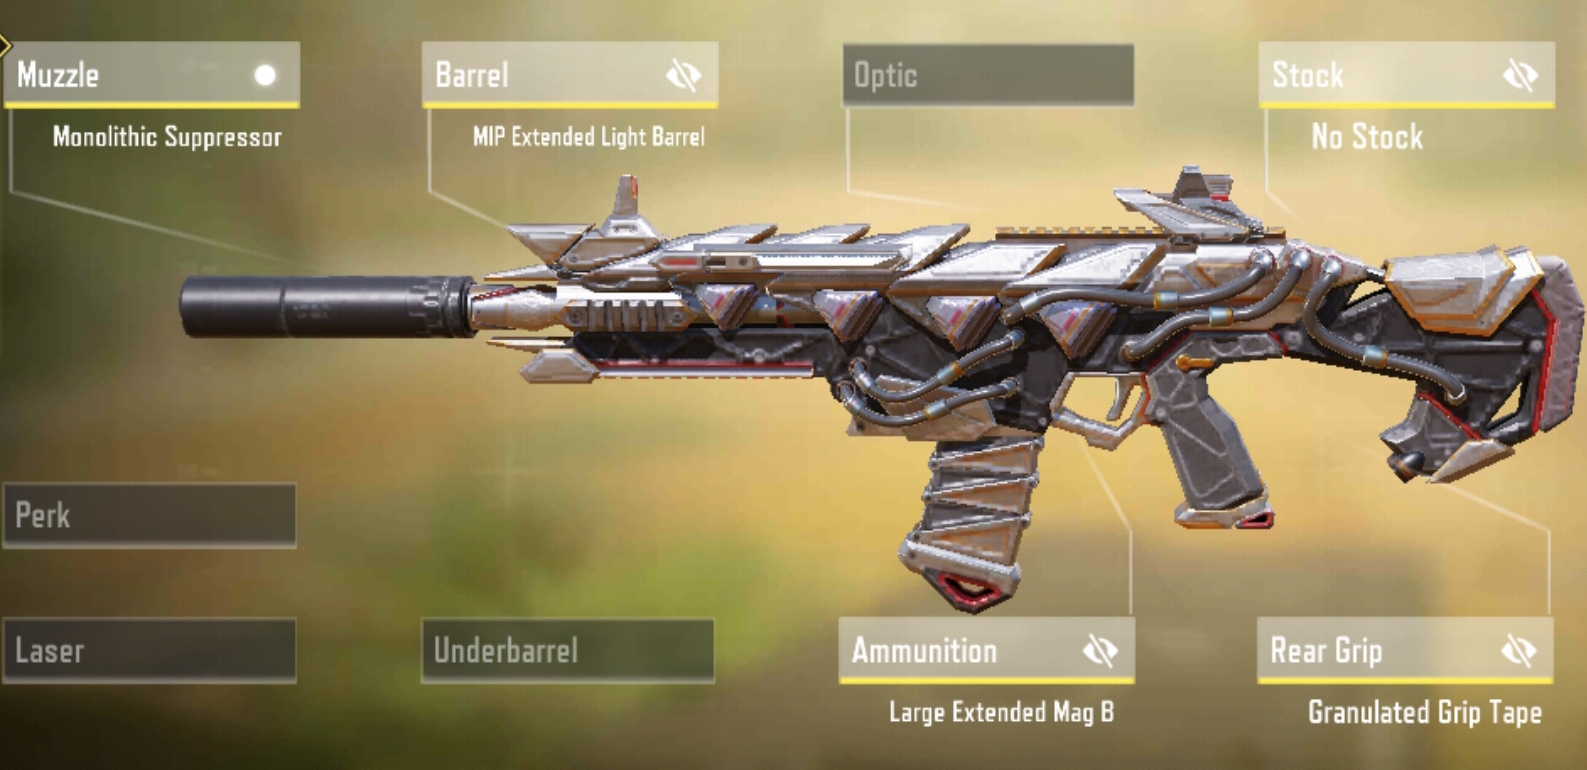 Muzzle
Monolithic Suppressor
Barrel
MIP Extended Light Barrel
Optic
Stock
No Stock
Perk
Laser
Underbarrel
Ammunition
Large Extended Mag B
Rear Grip
Granulated Grip Tape